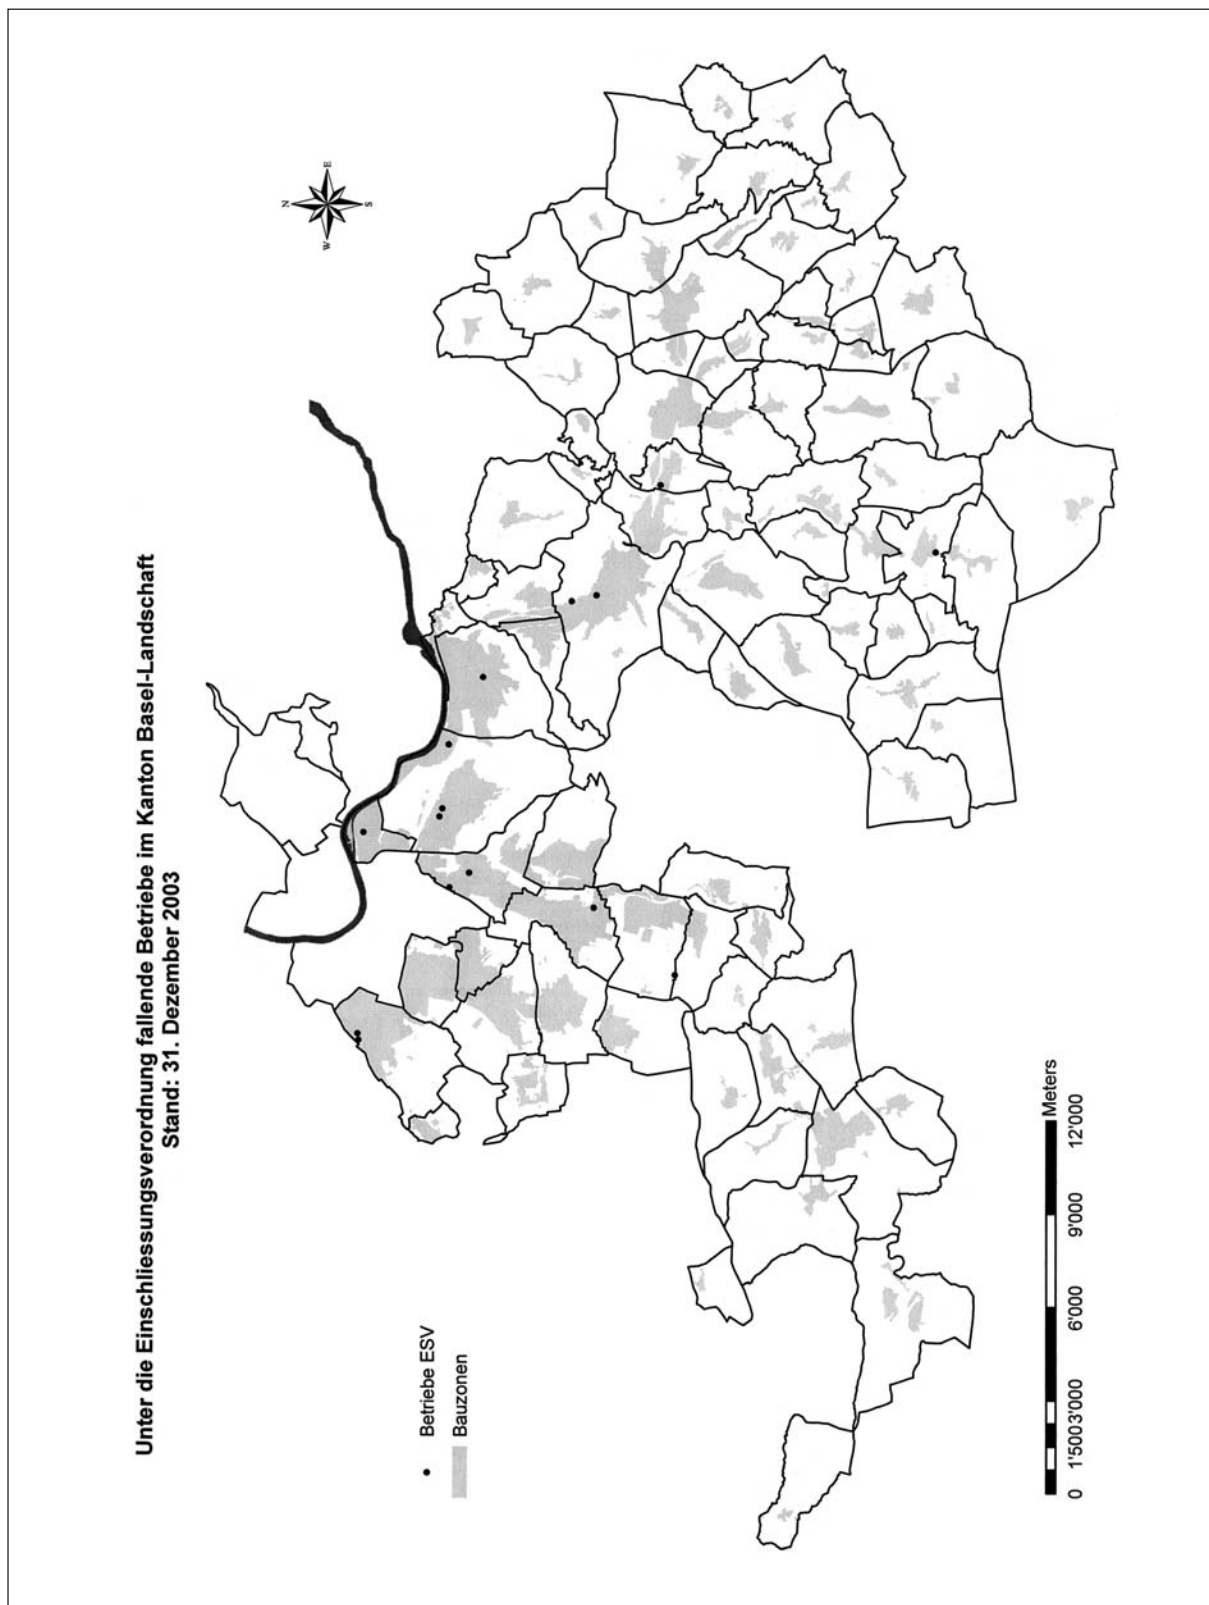 Unter die Einschliessungsverordnung fallende Betriebe im Kanton Basel-Landschaft
Stand: 31. Dezember 2003
N
W
E
S
Betriebe ESV
Bauzonen
0 1'5003'000 6'000 9'000 12'000
Meters